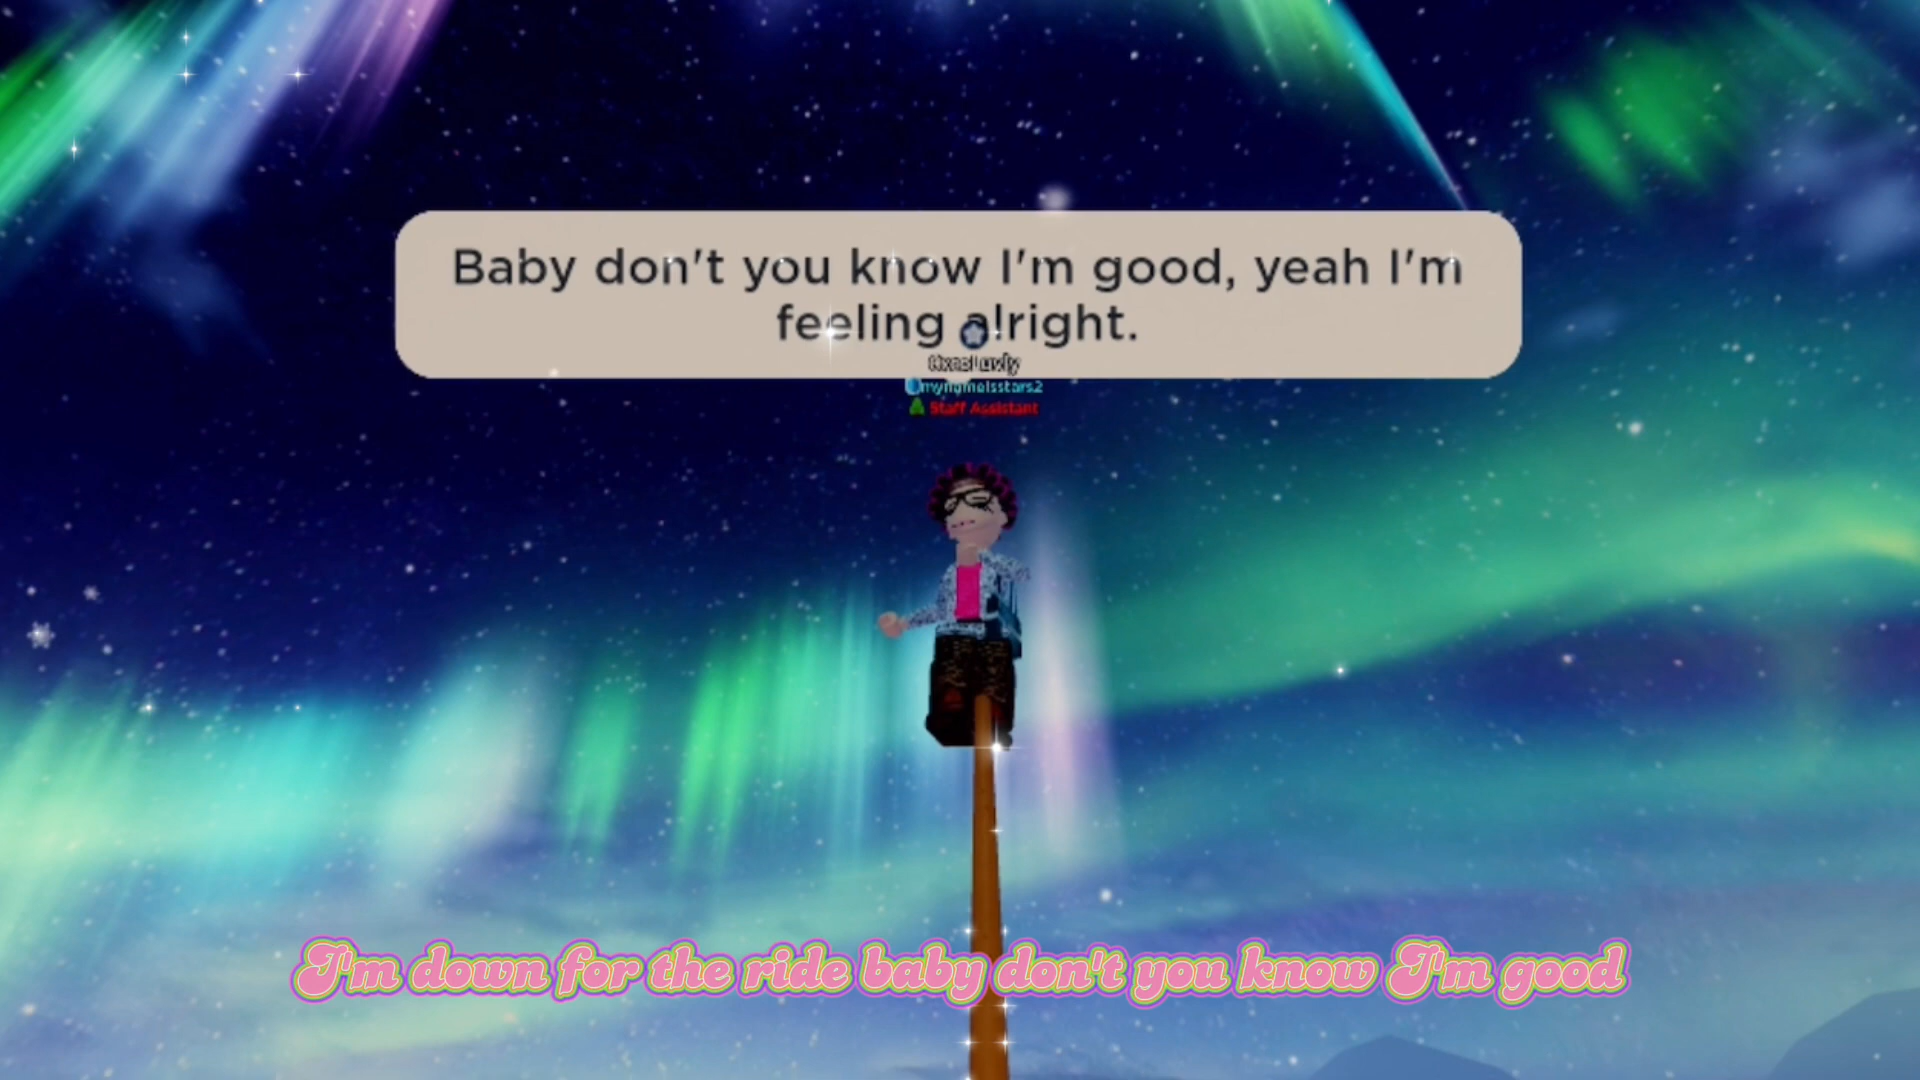 Baby don't you know I'm good, yeah I'm
feeling alright.
mynameisstars2
Staff Assistant
I'm down for the ride baby don't you know I'm good